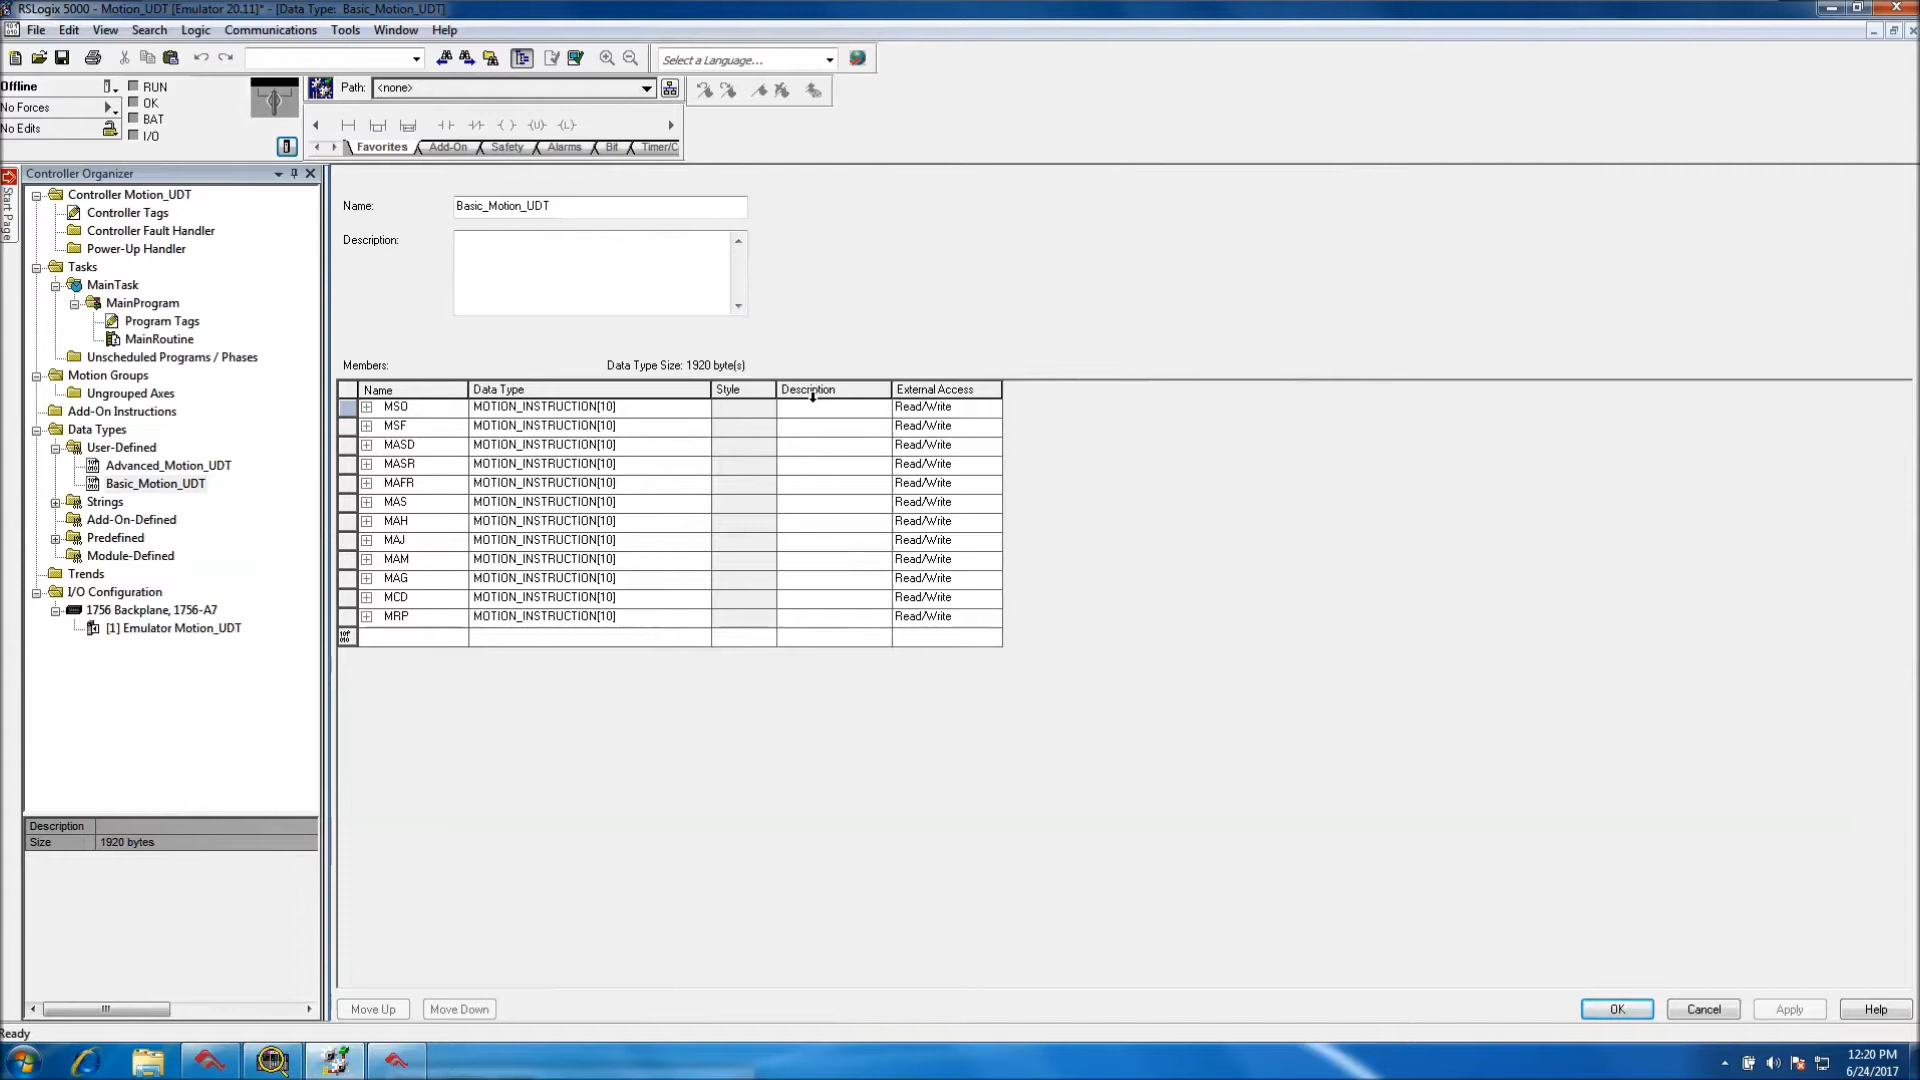 RSLogix 5000 - Motion_UDT [Emulator 20.11]* - [Data Type: Basic_Motion_UDT]
File Edit View Search Logic Communications Tools Window Help
Select a Language...
Offline RUN
No Forces OK
No Edits BAT
I/O
Path: <none>
Favorites Add-On Safety Alarms Bit Timer/C
Start Page
Controller Organizer
Controller Motion_UDT
Controller Tags
Controller Fault Handler
Power-Up Handler
Tasks
MainTask
MainProgram
Program Tags
MainRoutine
Unscheduled Programs / Phases
Motion Groups
Ungrouped Axes
Add-On Instructions
Data Types
User-Defined
Advanced_Motion_UDT
Basic_Motion_UDT
Strings
Add-On-Defined
Predefined
Module-Defined
Trends
I/O Configuration
1756 Backplane, 1756-A7
[1] Emulator Motion_UDT
Description
Size 1920 bytes
Name: Basic_Motion_UDT
Description:
Members: Data Type Size: 1920 byte(s)
Name Data Type Style Description External Access
MSO MOTION_INSTRUCTION[10] Read/Write
MSF MOTION_INSTRUCTION[10] Read/Write
MASD MOTION_INSTRUCTION[10] Read/Write
MASR MOTION_INSTRUCTION[10] Read/Write
MAFR MOTION_INSTRUCTION[10] Read/Write
MAS MOTION_INSTRUCTION[10] Read/Write
MAH MOTION_INSTRUCTION[10] Read/Write
MAJ MOTION_INSTRUCTION[10] Read/Write
MAM MOTION_INSTRUCTION[10] Read/Write
MAG MOTION_INSTRUCTION[10] Read/Write
MCD MOTION_INSTRUCTION[10] Read/Write
MRP MOTION_INSTRUCTION[10] Read/Write
Move Up Move Down OK Cancel Apply Help
Ready
12:20 PM
6/24/2017